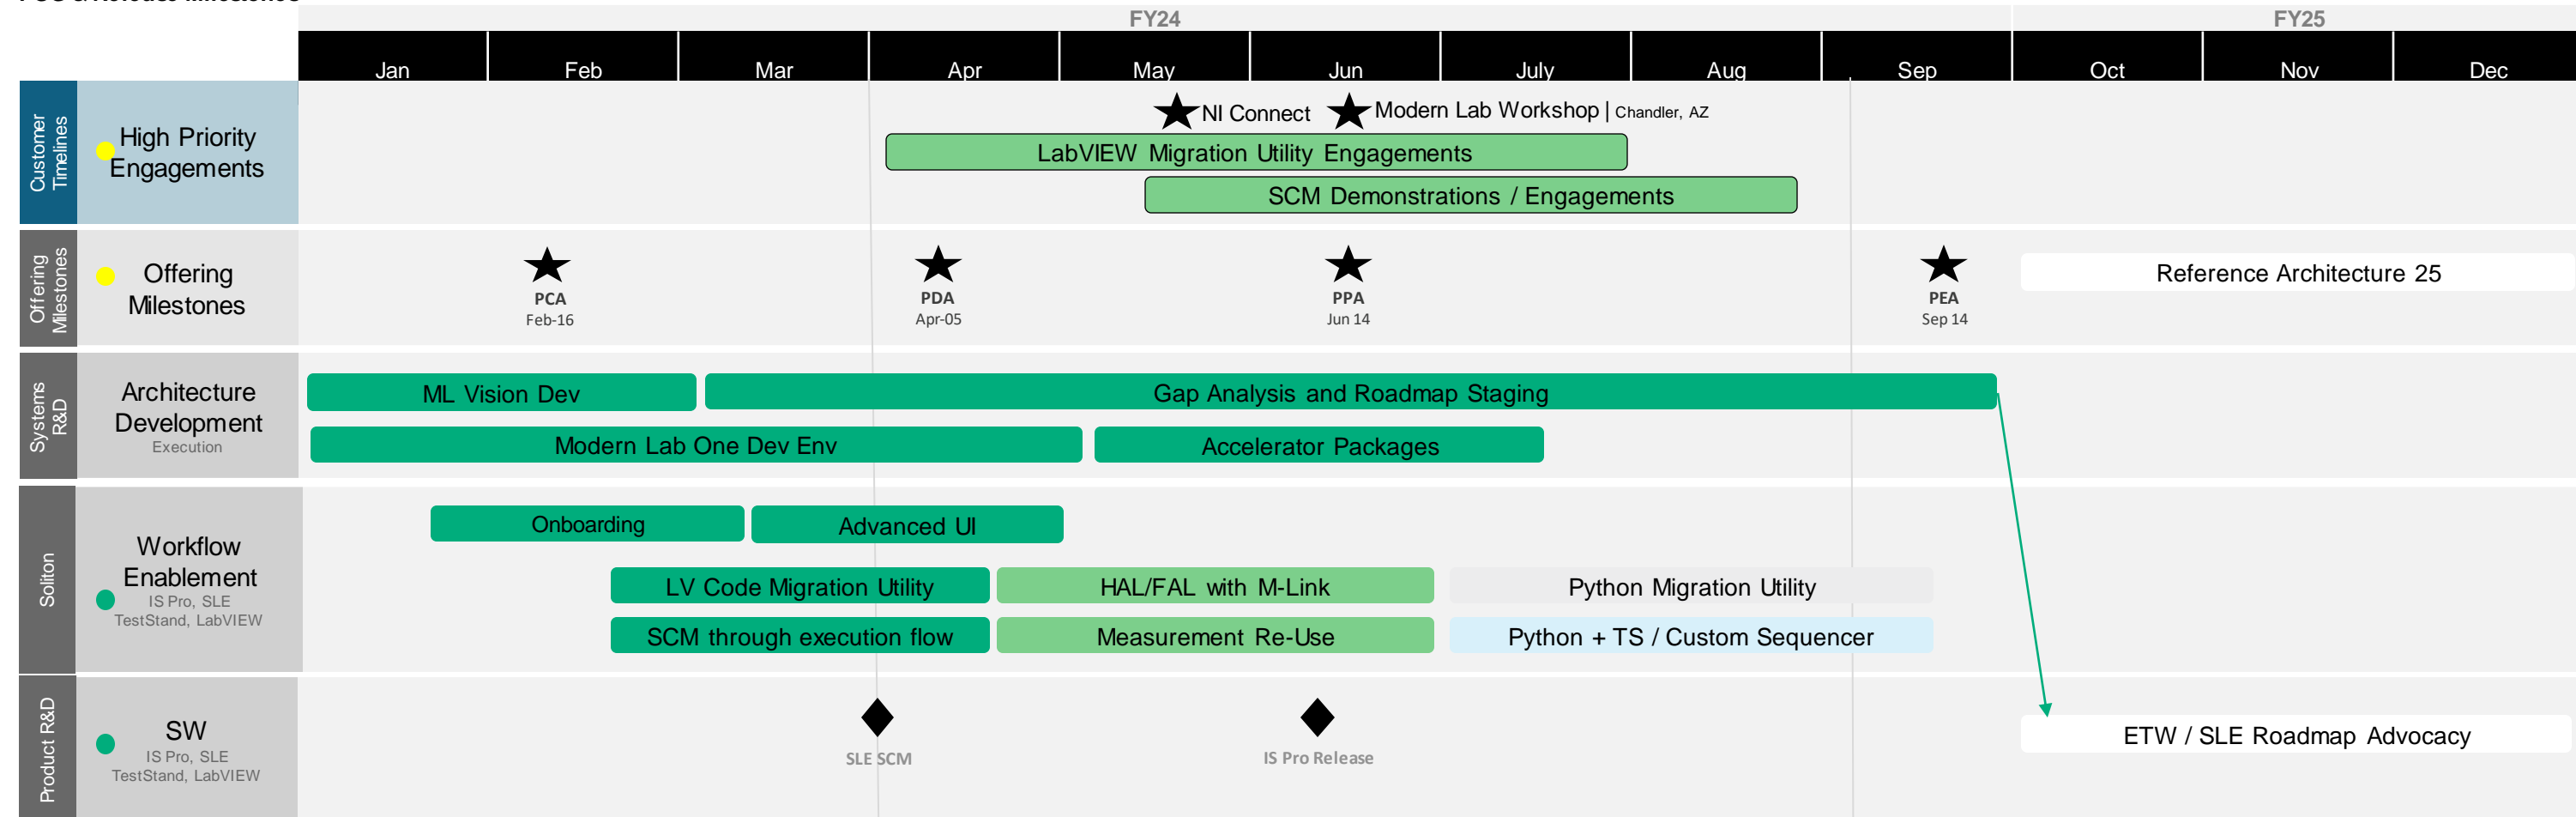 FY24
FY25
Jan
Feb
Mar
Apr
May
Jun
July
Aug
Sep
Oct
Nov
Dec
Customer
Timelines
High Priority
Engagements
NI Connect
Modern Lab Workshop | Chandler, AZ
LabVIEW Migration Utility Engagements
SCM Demonstrations / Engagements
Offering
Milestones
Offering
Milestones
PCA
Feb-16
PDA
Apr-05
PPA
Jun 14
PEA
Sep 14
Reference Architecture 25
Systems
R&D
Architecture
Development
Execution
ML Vision Dev
Gap Analysis and Roadmap Staging
Modern Lab One Dev Env
Accelerator Packages
Soliton
Workflow
Enablement
IS Pro, SLE
TestStand, LabVIEW
Onboarding
Advanced UI
LV Code Migration Utility
HAL/FAL with M-Link
Python Migration Utility
SCM through execution flow
Measurement Re-Use
Python + TS / Custom Sequencer
Product R&D
SW
IS Pro, SLE
TestStand, LabVIEW
SLE SCM
IS Pro Release
ETW / SLE Roadmap Advocacy